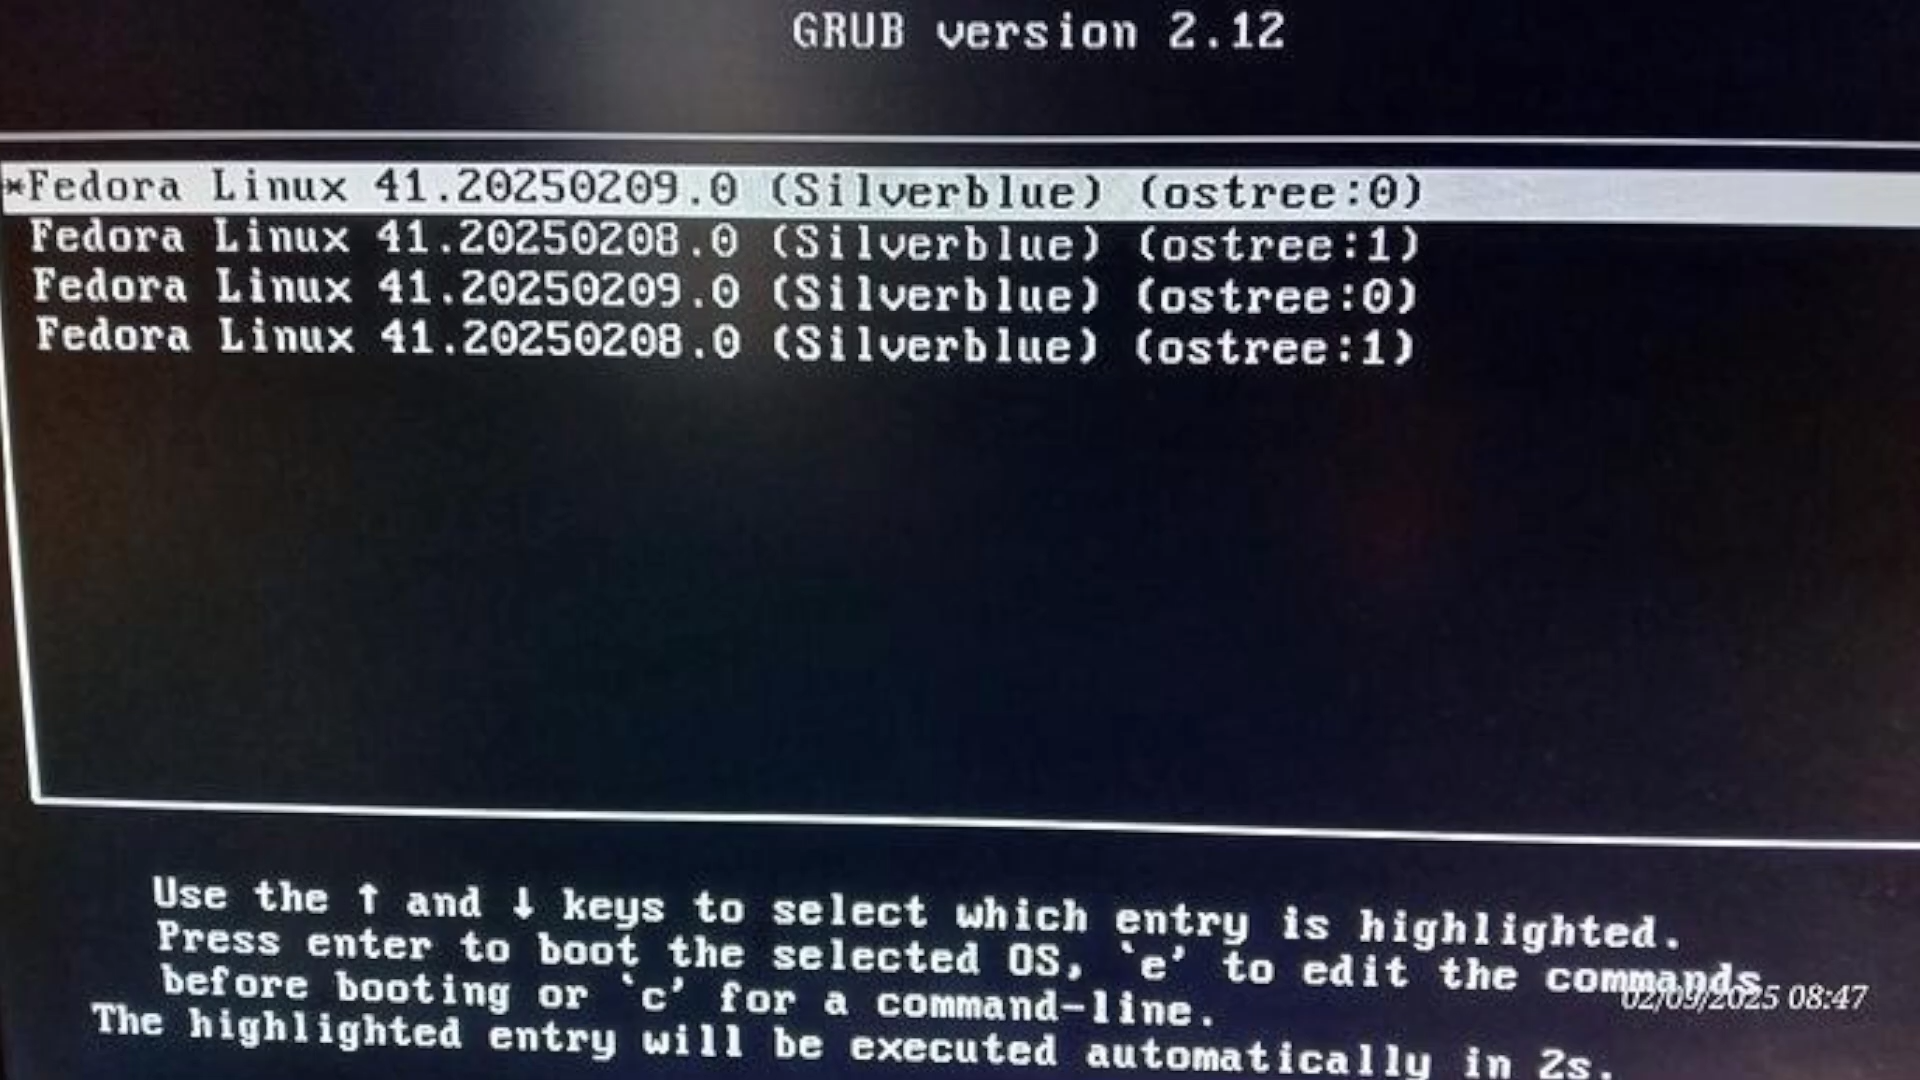 GRUB version 2.12
*Fedora Linux 41.20250209.0 (Silverblue) (ostree:0)
Fedora Linux 41.20250208.0 (Silverblue) (ostree:1)
Fedora Linux 41.20250209.0 (Silverblue) (ostree:0)
Fedora Linux 41.20250208.0 (Silverblue) (ostree:1)
Use the ↑ and ↓ keys to select which entry is highlighted.
Press enter to boot the selected OS, `e' to edit the commands
before booting or `c' for a command-line.
The highlighted entry will be executed automatically in 2s.
02/09/2025 08:47